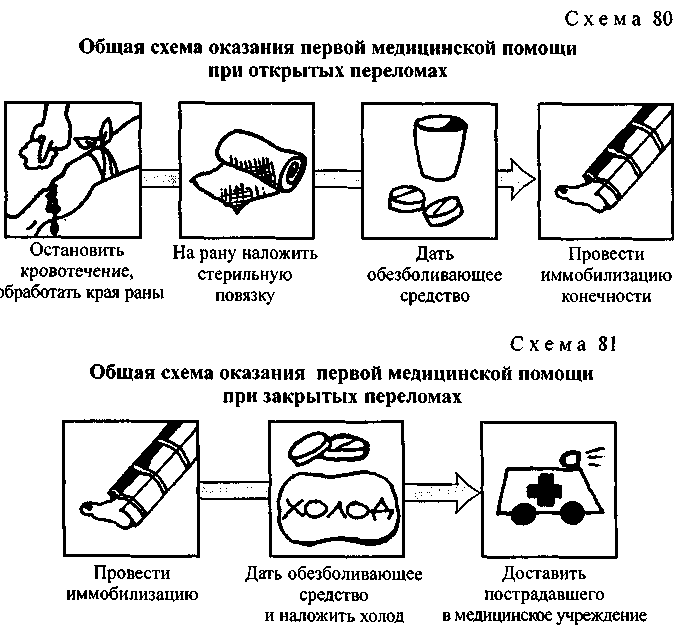 Схема 80
Общая схема оказания первой медицинской помощи
при открытых переломах
Остановить
кровотечение,
обработать края раны
На рану наложить
стерильную
повязку
Дать
обезболивающее
средство
Провести
иммобилизацию
конечности
Схема 81
Общая схема оказания первой медицинской помощи
при закрытых переломах
ХОЛОД
Провести
иммобилизацию
Дать обезболивающее
средство
и наложить холод
Доставить
пострадавшего
в медицинское учреждение